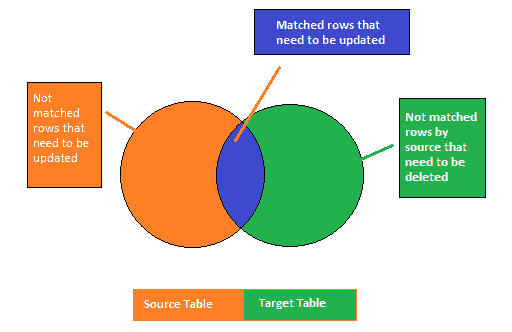 Matched rows that
need to be updated
Not
matched
rows that
need to be
updated
Not matched
rows by
source that
need to be
deleted
Source Table
Target Table